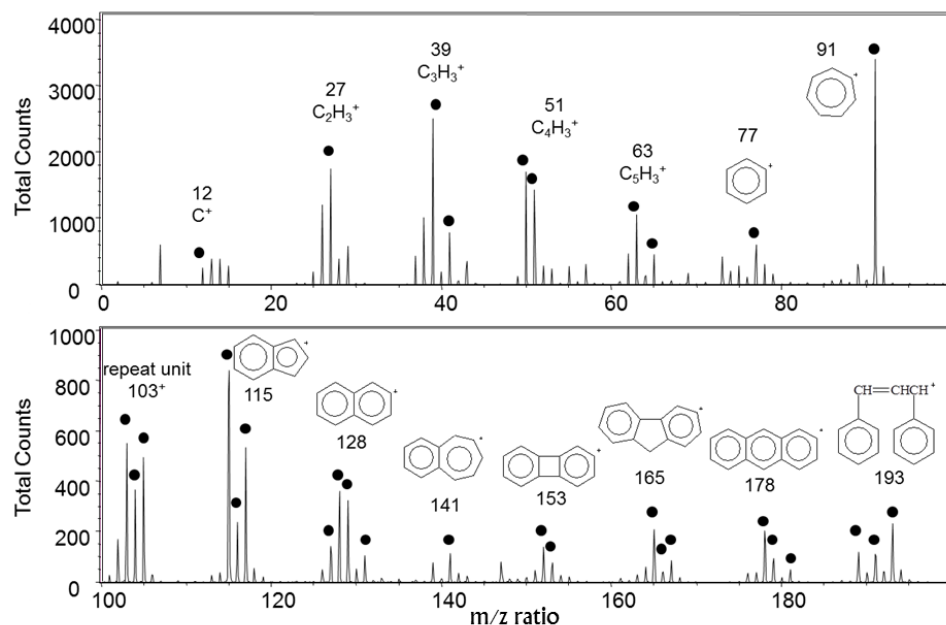 4000
3000
2000
1000
0
Total Counts
12
C⁺
27
C₂H₃⁺
39
C₃H₃⁺
51
C₄H₃⁺
63
C₅H₃⁺
77
+
91
+
0 20 40 60 80
1000
800
600
400
200
0
Total Counts
repeat unit
103⁺
+
115
+
128
+
141
+
153
+
165
+
178
CH=CHCH
+
193
100 120 140 160 180
m/z ratio